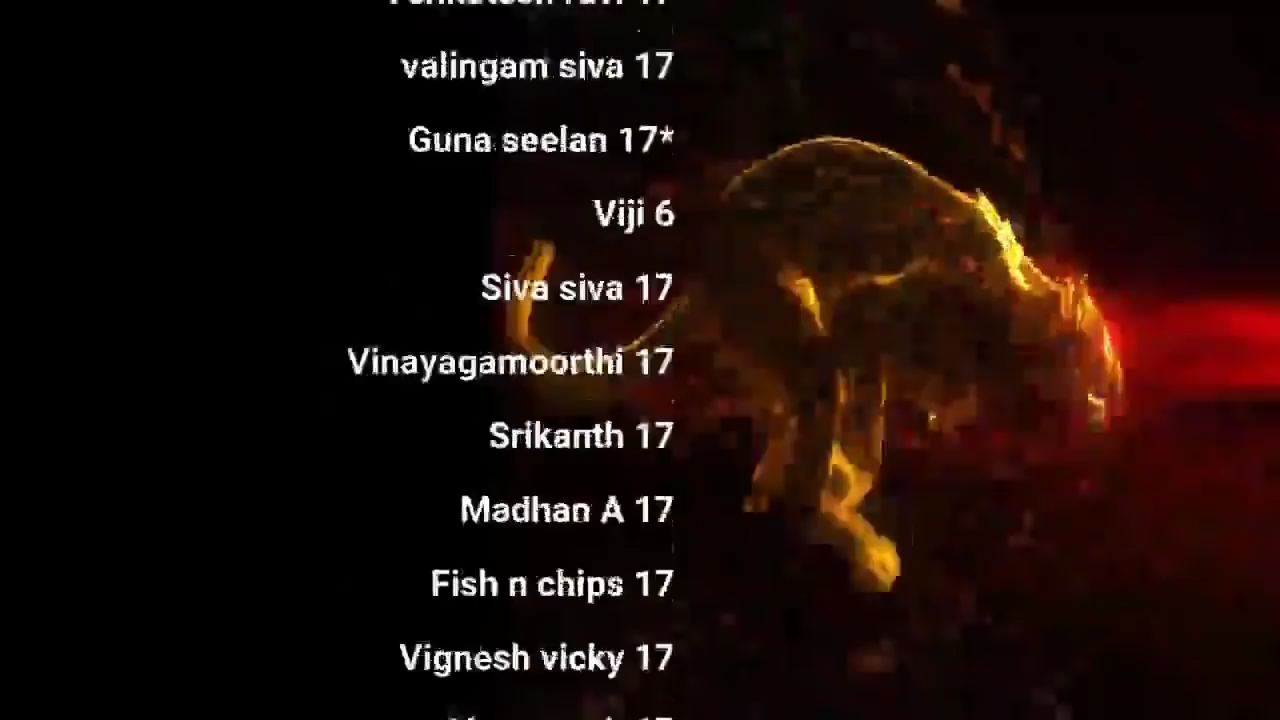 valingam siva 17
Guna seelan 17*
Viji 6
Siva siva 17
Vinayagamoorthi 17
Srikanth 17
Madhan A 17
Fish n chips 17
Vignesh vicky 17